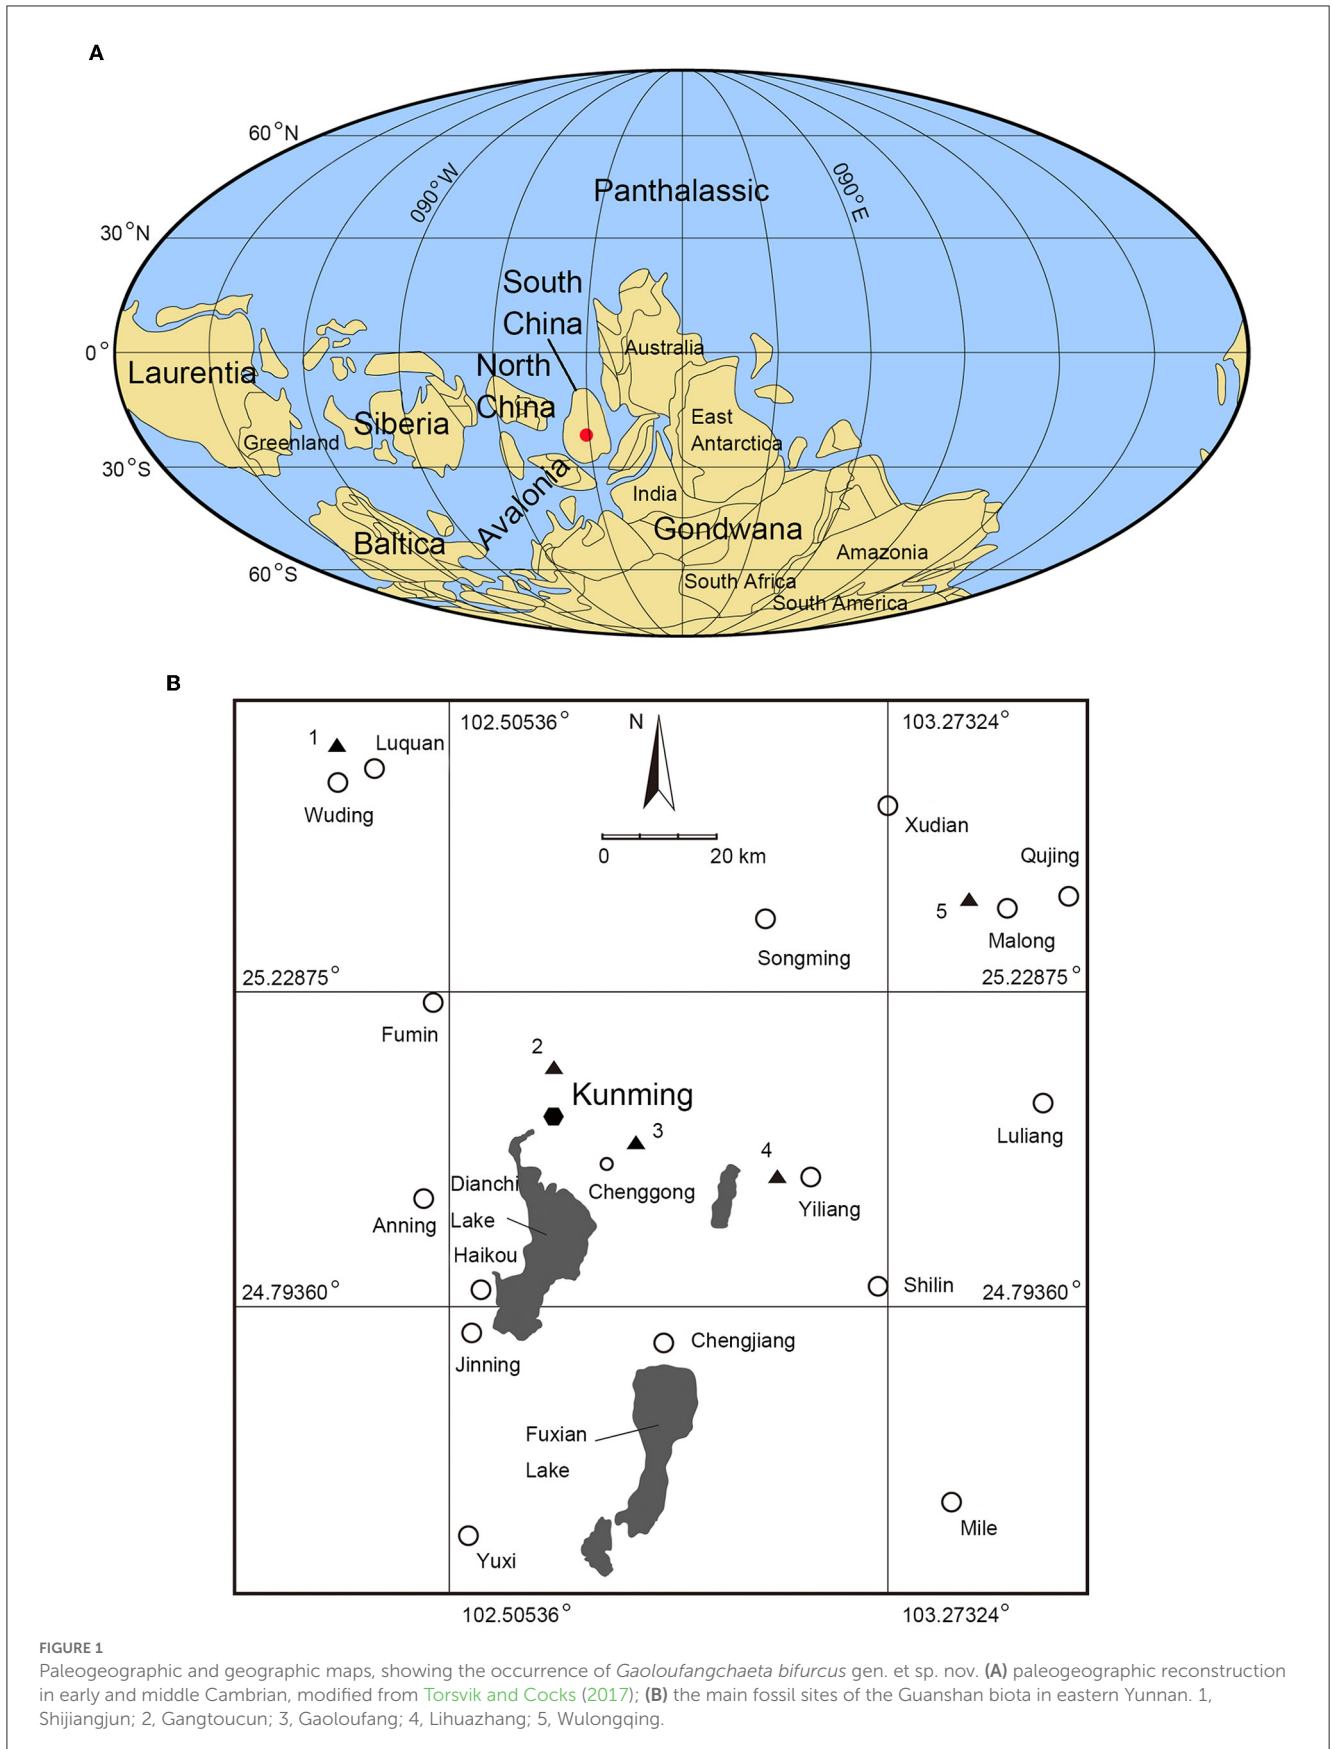 A
60°N
090°W
090°E
Panthalassic
30°N
South
China
0°
Australia
North
China
Laurentia
Siberia
East
Antarctica
Greenland
30°S
Avalonia
India
Gondwana
Baltica
Amazonia
60°S
South Africa
South America
B
102.50536°
N
103.27324°
1
Luquan
Wuding
Xudian
0
20 km
Qujing
5
Malong
Songming
25.22875°
25.22875°
Fumin
2
Kunming
3
Luliang
4
Dianchi
Lake
Chenggong
Yiliang
Anning
Haikou
24.79360°
Shilin
24.79360°
Jinning
Chengjiang
Fuxian
Lake
Mile
Yuxi
102.50536°
103.27324°
FIGURE 1
Paleogeographic and geographic maps, showing the occurrence of Gaoloufangchaeta bifurcus gen. et sp. nov. (A) paleogeographic reconstruction
in early and middle Cambrian, modified from Torsvik and Cocks (2017); (B) the main fossil sites of the Guanshan biota in eastern Yunnan. 1,
Shijiangjun; 2, Gangtoucun; 3, Gaoloufang; 4, Lihuazhang; 5, Wulongqing.